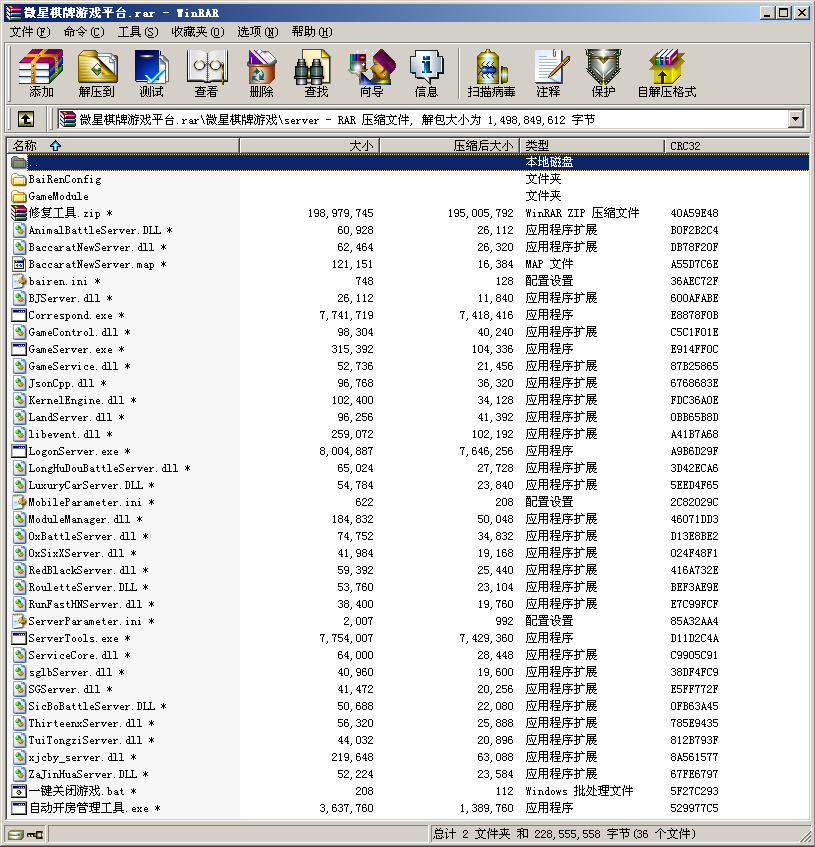 微星棋牌游戏平台.rar - WinRAR
文件(F) 命令(C) 工具(S) 收藏夹(O) 选项(N) 帮助(H)
添加 解压到 测试 查看 删除 查找 向导 信息 扫描病毒 注释 保护 自解压格式
微星棋牌游戏平台.rar\微星棋牌游戏\server - RAR 压缩文件, 解包大小为 1,498,849,612 字节
名称 大小 压缩后大小 类型 CRC32
.. 本地磁盘
BaiRenConfig 文件夹
GameModule 文件夹
修复工具.zip * 198,979,745 195,005,792 WinRAR ZIP 压缩文件 40A59E48
AnimalBattleServer.DLL * 60,928 26,112 应用程序扩展 B0F2B2C4
BaccaratNewServer.dll * 62,464 26,320 应用程序扩展 DB78F20F
BaccaratNewServer.map * 121,151 16,384 MAP 文件 A55D7C6E
bairen.ini * 748 128 配置设置 36AEC72F
BJServer.dll * 26,112 11,840 应用程序扩展 600AFABE
Correspond.exe * 7,741,719 7,418,416 应用程序 E8878F0B
GameControl.dll * 98,304 40,240 应用程序扩展 C5C1F01E
GameServer.exe * 315,392 104,336 应用程序 E914FF0C
GameService.dll * 52,736 21,456 应用程序扩展 87B25865
JsonCpp.dll * 96,768 36,320 应用程序扩展 6768683E
KernelEngine.dll * 102,400 34,128 应用程序扩展 FDC36A0E
LandServer.dll * 96,256 41,392 应用程序扩展 0BB65B8D
libevent.dll * 259,072 102,192 应用程序扩展 A41B7A68
LogonServer.exe * 8,004,887 7,646,256 应用程序 A9B6D29F
LongHuDouBattleServer.dll * 65,024 27,728 应用程序扩展 3D42ECA6
LuxuryCarServer.DLL * 54,784 23,840 应用程序扩展 5EED4F65
MobileParameter.ini * 622 208 配置设置 2C82029C
ModuleManager.dll * 184,832 50,048 应用程序扩展 46071DD3
OxBattleServer.dll * 74,752 34,832 应用程序扩展 D13E8BE2
OxSixXServer.dll * 41,984 19,168 应用程序扩展 024F48F1
RedBlackServer.dll * 59,392 25,440 应用程序扩展 416A732E
RouletteServer.DLL * 53,760 23,104 应用程序扩展 BEF3AE9E
RunFastHNServer.dll * 38,400 19,760 应用程序扩展 E7C99FCF
ServerParameter.ini * 2,007 992 配置设置 85A32AA4
ServerTools.exe * 7,754,007 7,429,360 应用程序 D11D2C4A
ServiceCore.dll * 64,000 28,448 应用程序扩展 C9905C91
sglbServer.dll * 40,960 19,600 应用程序扩展 38DF4FC9
SGServer.dll * 41,472 20,256 应用程序扩展 E5FF772F
SicBoBattleServer.DLL * 50,688 22,080 应用程序扩展 0FB63A45
ThirteenxServer.dll * 56,320 25,888 应用程序扩展 785E9435
TuiTongziServer.dll * 44,032 20,896 应用程序扩展 812B793F
xjcby_server.dll * 219,648 63,088 应用程序扩展 8A561577
ZaJinHuaServer.DLL * 52,224 23,584 应用程序扩展 67FE6797
一键关闭游戏.bat * 208 112 Windows 批处理文件 5F27C293
自动开房管理工具.exe * 3,637,760 1,389,760 应用程序 529977C5
总计 2 文件夹 和 228,555,558 字节(36 个文件)